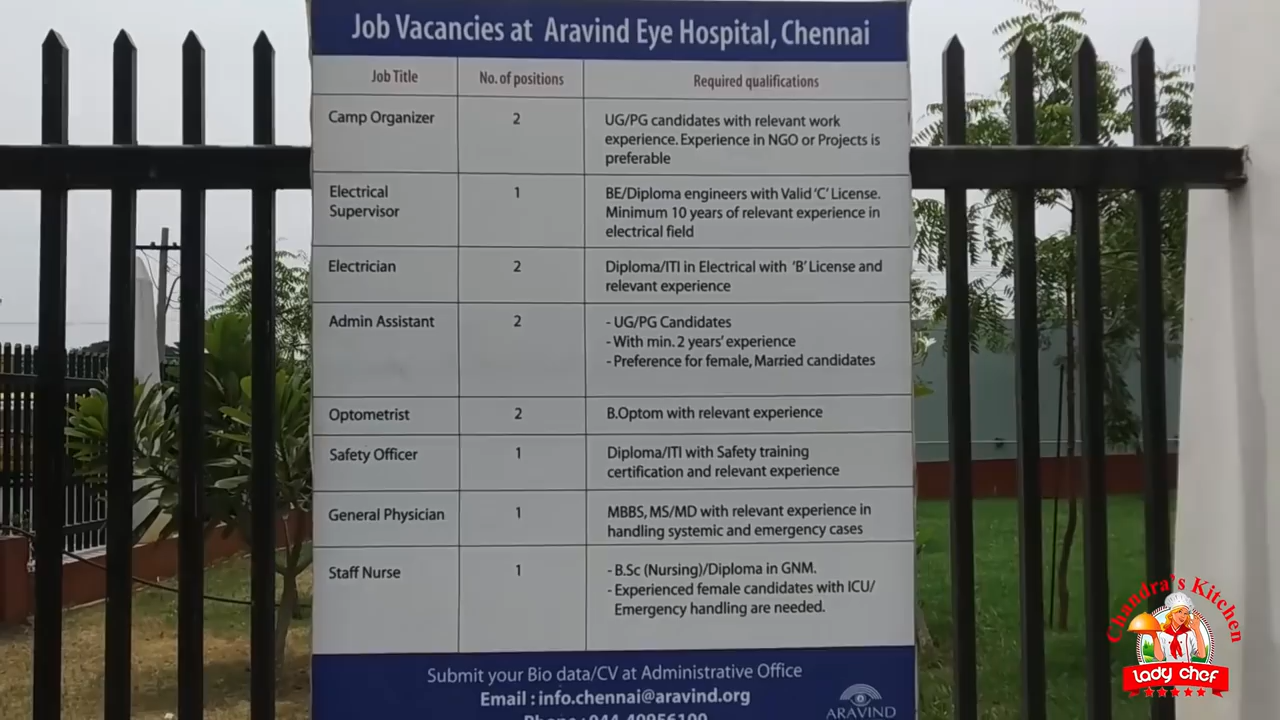 Job Vacancies at Aravind Eye Hospital, Chennai
Job Title No. of positions Required qualifications
Camp Organizer 2 UG/PG candidates with relevant work
experience. Experience in NGO or Projects is
preferable
Electrical 1 BE/Diploma engineers with Valid 'C' License.
Supervisor Minimum 10 years of relevant experience in
electrical field
Electrician 2 Diploma/ITI in Electrical with 'B' License and
relevant experience
Admin Assistant 2 - UG/PG Candidates
- With min. 2 years' experience
- Preference for female, Married candidates
Optometrist 2 B.Optom with relevant experience
Safety Officer 1 Diploma/ITI with Safety training
certification and relevant experience
General Physician 1 MBBS, MS/MD with relevant experience in
handling systemic and emergency cases
Staff Nurse 1 - B.Sc (Nursing)/Diploma in GNM.
- Experienced female candidates with ICU/
Emergency handling are needed.
Submit your Bio data/CV at Administrative Office
Email : info.chennai@aravind.org
ARAVIND
Chandra's Kitchen
Lady Chef